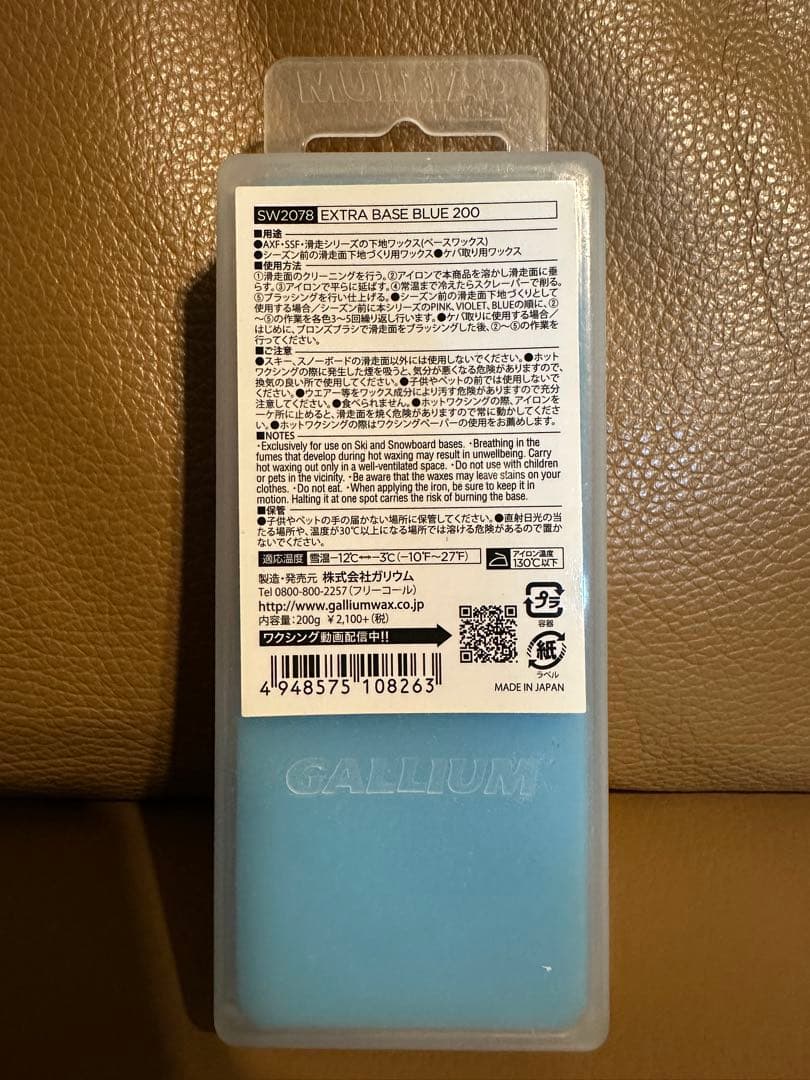 SW2078 EXTRA BASE BLUE 200
■用途
●AXF・SSF・滑走シリーズの下地ワックス(ベースワックス)
●シーズン前の滑走面下地づくり用ワックス●ケバ取り用ワックス
■使用方法
①滑走面のクリーニングを行う。②アイロンで本商品を溶かし滑走面に垂
らす。③アイロンで平らに延ばす。④常温まで冷えたらスクレーパーで削る。
⑤ブラッシングを行い仕上げる。●シーズン前の滑走面下地づくりとして
使用する場合／シーズン前に本シリーズのPINK、VIOLET、BLUEの順に、②
～⑤の作業を各色3～5回繰り返し行います。●ケバ取りに使用する場合／
はじめに、ブロンズブラシで滑走面をブラッシングした後、②～⑤の作業を
行ってください。
■ご注意
●スキー、スノーボードの滑走面以外には使用しないでください。●ホット
ワクシングの際に発生した煙を吸うと、気分が悪くなる危険がありますので、
換気の良い所で使用してください。●子供やペットの前では使用しないで
ください。●ウエアー等をワックス成分により汚す危険がありますので充分
注意してください。●食べられません。●ホットワクシングの際、アイロンを
一ケ所に止めると、滑走面を焼く危険がありますので常に動かしてくださ
い。●ホットワクシングの際はワクシングペーパーの使用をお薦めします。
■NOTES
・Exclusively for use on Ski and Snowboard bases. ・Breathing in the
fumes that develop during hot waxing may result in unwellbeing. Carry
hot waxing out only in a well-ventilated space. ・Do not use with children
or pets in the vicinity. ・Be aware that the waxes may leave stains on your
clothes. ・Do not eat. ・When applying the iron, be sure to keep it in
motion. Halting it at one spot carries the risk of burning the base.
■保管
●子供やペットの手の届かない場所に保管してください。●直射日光の当
たる場所や、温度が30℃以上になる場所では溶ける危険があるので置か
ないでください。
適応温度 雪温-12℃↔-3℃(-10°F～27°F)
アイロン温度
130℃以下
製造・発売元 株式会社ガリウム
Tel 0800-800-2257(フリーコール)
http://www.galliumwax.co.jp
内容量:200g ¥2,100+(税)
ワクシング動画配信中!!
プラ
容器
紙
ラベル
4 948575 108263
MADE IN JAPAN
GALLIUM